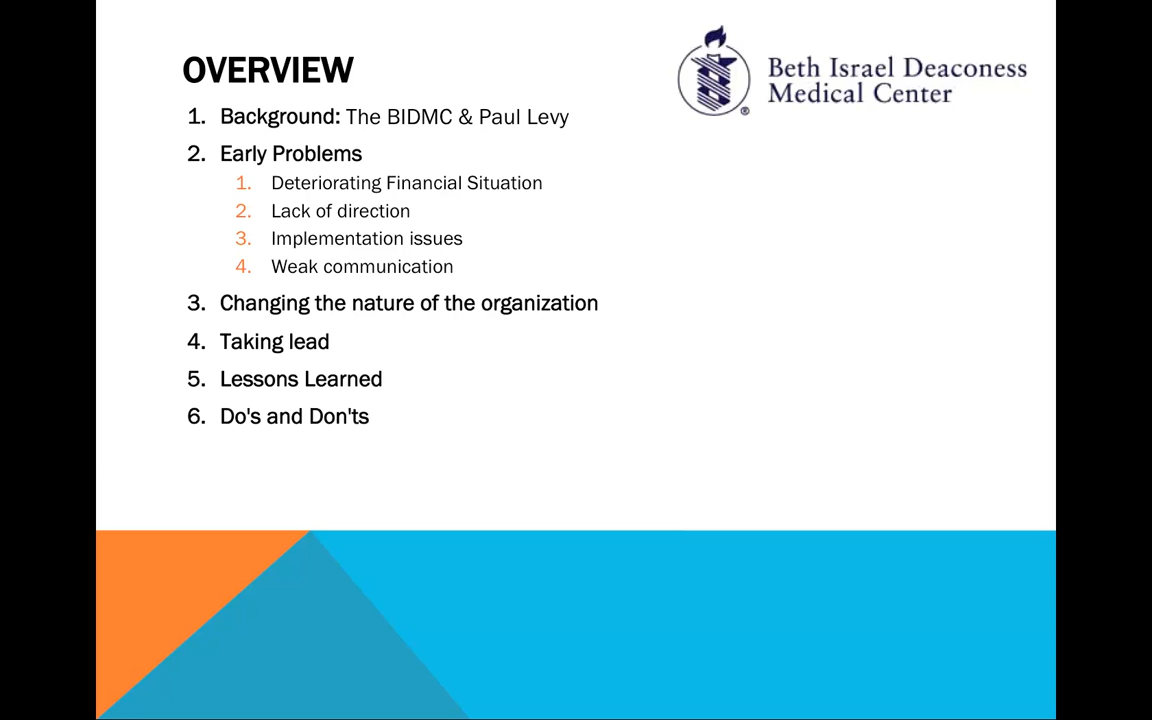 OVERVIEW
Beth Israel Deaconess
Medical Center
®
1. Background: The BIDMC & Paul Levy
2. Early Problems
1. Deteriorating Financial Situation
2. Lack of direction
3. Implementation issues
4. Weak communication
3. Changing the nature of the organization
4. Taking lead
5. Lessons Learned
6. Do's and Don'ts